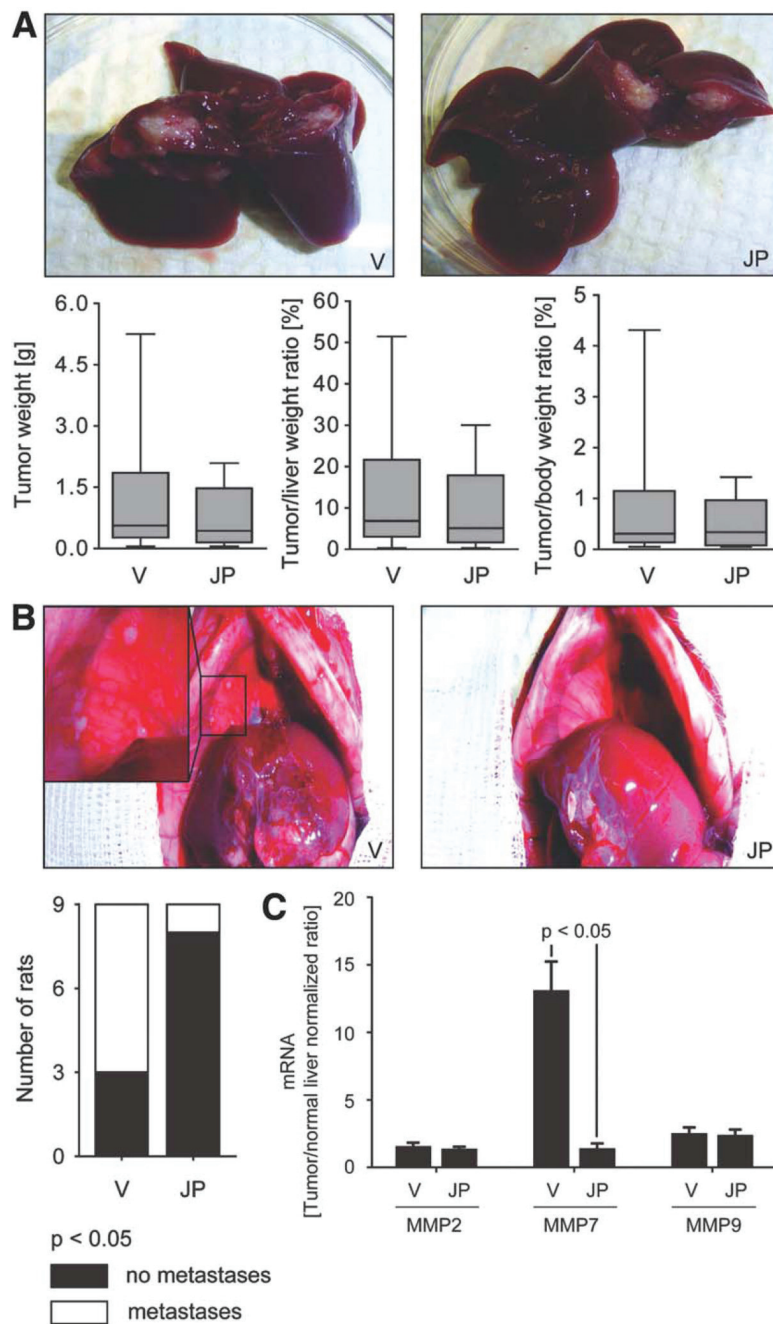 A
V
JP
Tumor weight [g]
6.0
4.5
3.0
1.5
0.0
V
JP
Tumor/liver weight ratio [%]
60
50
40
30
20
10
0
V
JP
Tumor/body weight ratio [%]
5
4
3
2
1
0
V
JP
B
V
JP
Number of rats
9
6
3
0
V
JP
p < 0.05
no metastases
metastases
C
mRNA
[Tumor/normal liver normalized ratio]
20
15
10
5
0
p < 0.05
V JP V JP V JP
MMP2 MMP7 MMP9